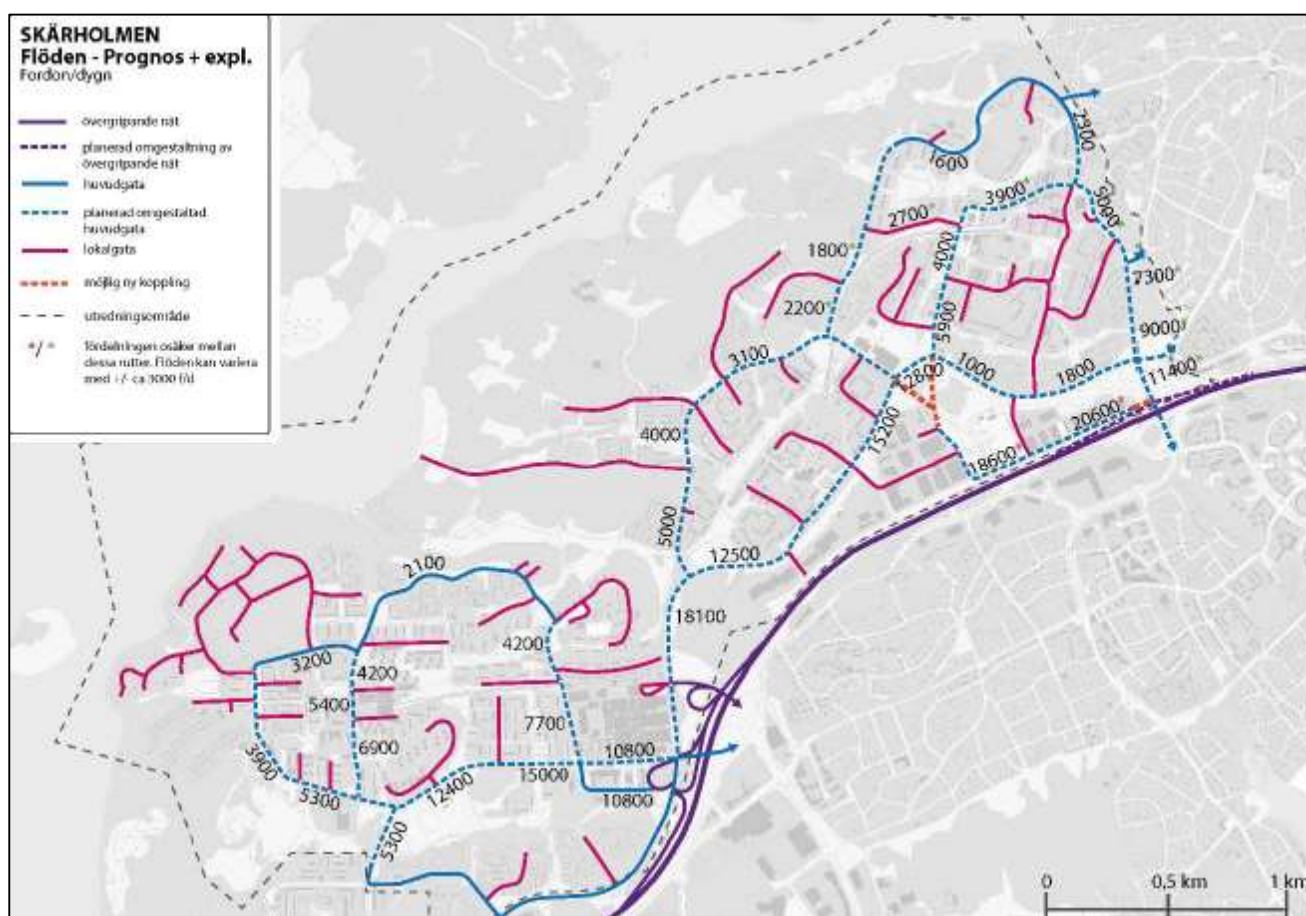 SKÄRHOLMEN
Flöden - Prognos + expl.
Fordon/dygn
övergripande nät
planerad omgestaltning av
övergripande nät
huvudgata
planerad omgestaltad
huvudgata
lokalgata
möjlig ny koppling
utredningsområde
*/* fördelningen osäker mellan
dessa rutter. Flöden kan variera
med +/- ca 3000 f/d
2300
1600
3900*
2700*
9000*
4000
1800*
7300*
2200*
5900
9000*
3100
12800
1000
1800
11400*
20600*
4000
15200
18600*
5000
12500
2100
18100
4200
3200
4200
5400
7700
6900
10800
3900
15000
5300
12400
10800
5300
0
0,5 km
1 km